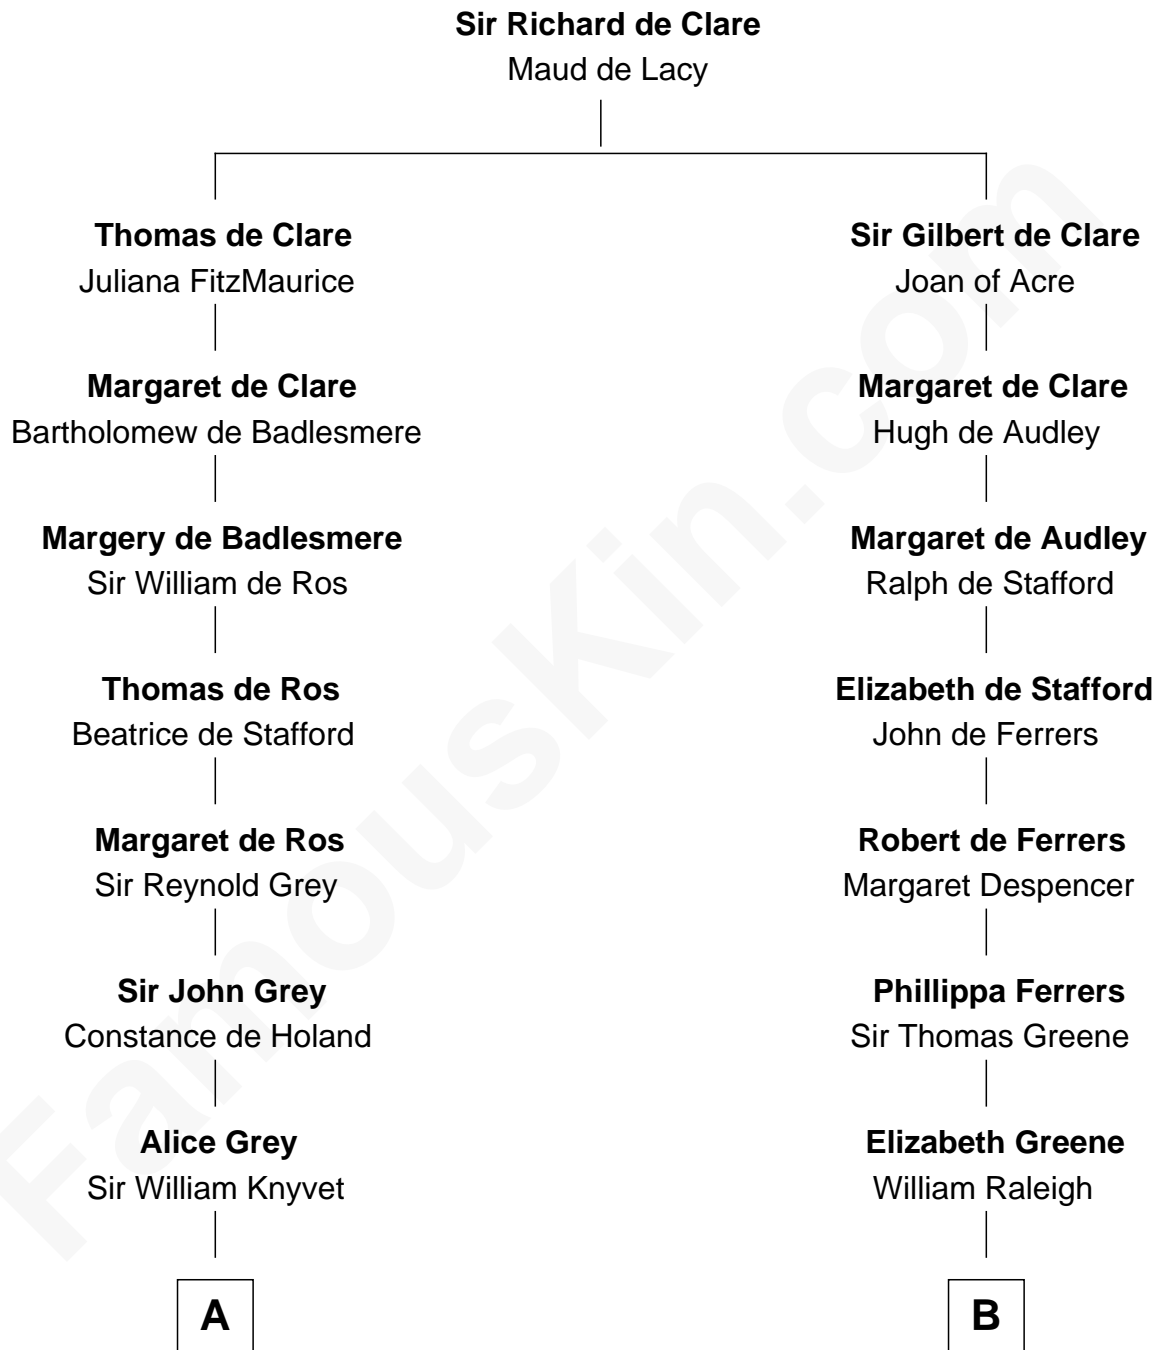 Sir Richard de Clare
Maud de Lacy
Thomas de Clare
Juliana FitzMaurice
Sir Gilbert de Clare
Joan of Acre
Margaret de Clare
Bartholomew de Badlesmere
Margaret de Clare
Hugh de Audley
Margery de Badlesmere
Sir William de Ros
Margaret de Audley
Ralph de Stafford
Thomas de Ros
Beatrice de Stafford
Elizabeth de Stafford
John de Ferrers
Margaret de Ros
Sir Reynold Grey
Robert de Ferrers
Margaret Despencer
Sir John Grey
Constance de Holand
Phillippa Ferrers
Sir Thomas Greene
Alice Grey
Sir William Knyvet
Elizabeth Greene
William Raleigh
A
B
FamousKin.com